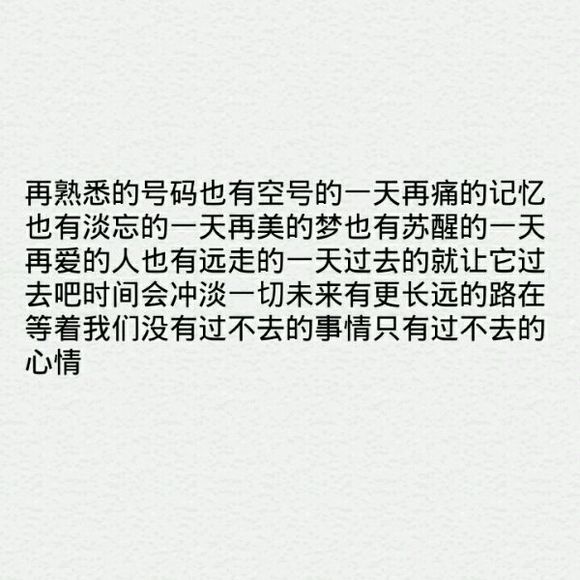 再熟悉的号码也有空号的一天再痛的记忆
也有淡忘的一天再美的梦也有苏醒的一天
再爱的人也有远走的一天过去的就让它过
去吧时间会冲淡一切未来有更长远的路在
等着我们没有过不去的事情只有过不去的
心情